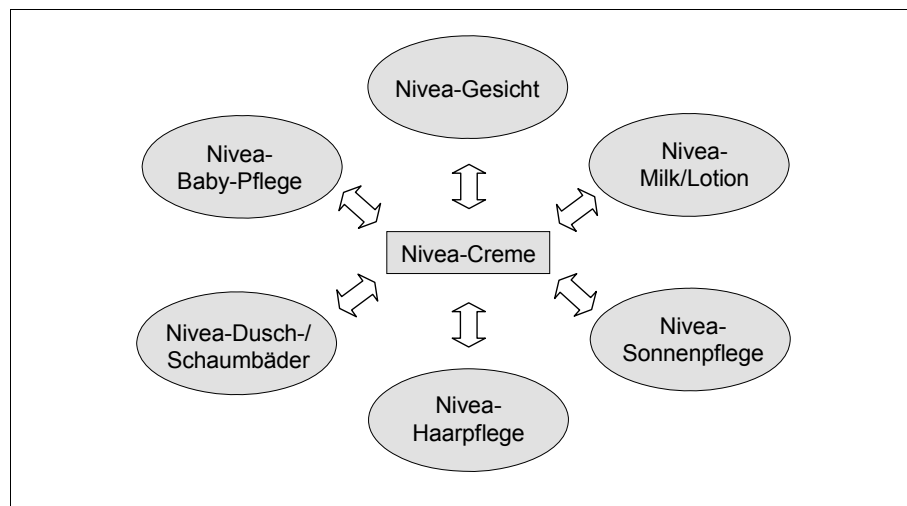 Nivea-Gesicht
Nivea-
Baby-Pflege
Nivea-
Milk/Lotion
Nivea-Creme
Nivea-Dusch-/
Schaumbäder
Nivea-
Sonnenpflege
Nivea-
Haarpflege